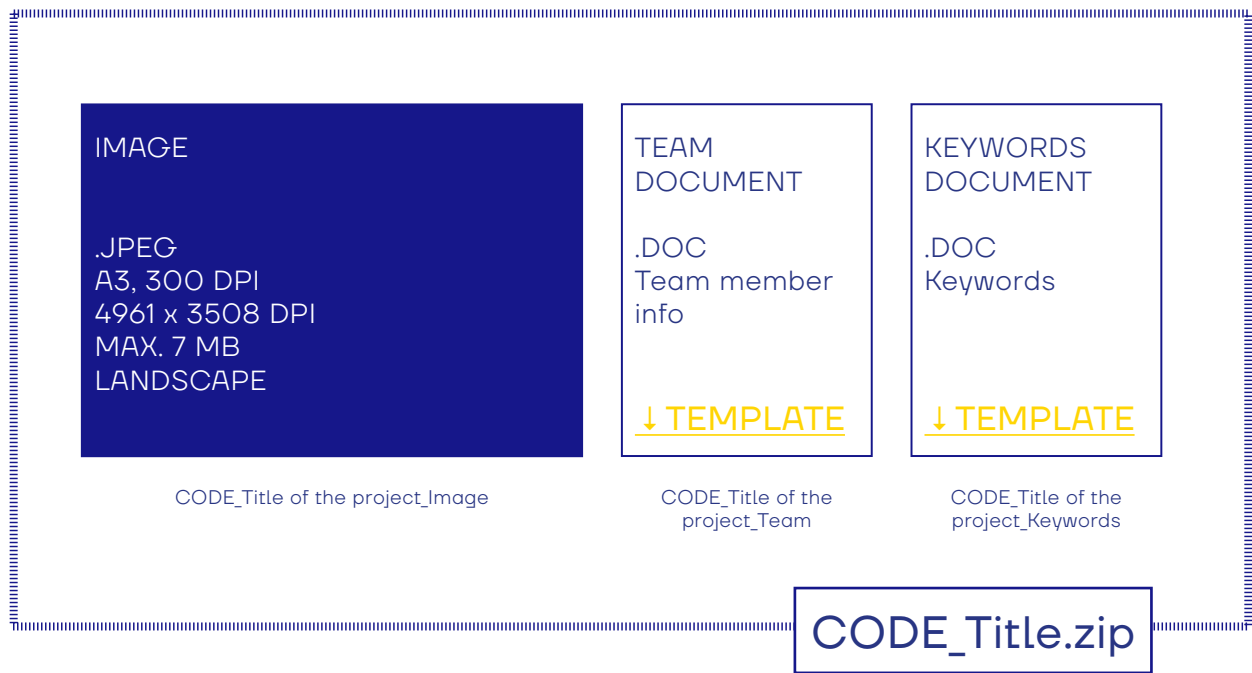 IMAGE
.JPEG
A3, 300 DPI
4961 x 3508 DPI
MAX. 7 MB
LANDSCAPE
CODE_Title of the project_Image
TEAM
DOCUMENT
.DOC
Team member
info
↓ TEMPLATE
CODE_Title of the
project_Team
KEYWORDS
DOCUMENT
.DOC
Keywords
↓ TEMPLATE
CODE_Title of the
project_Keywords
CODE_Title.zip